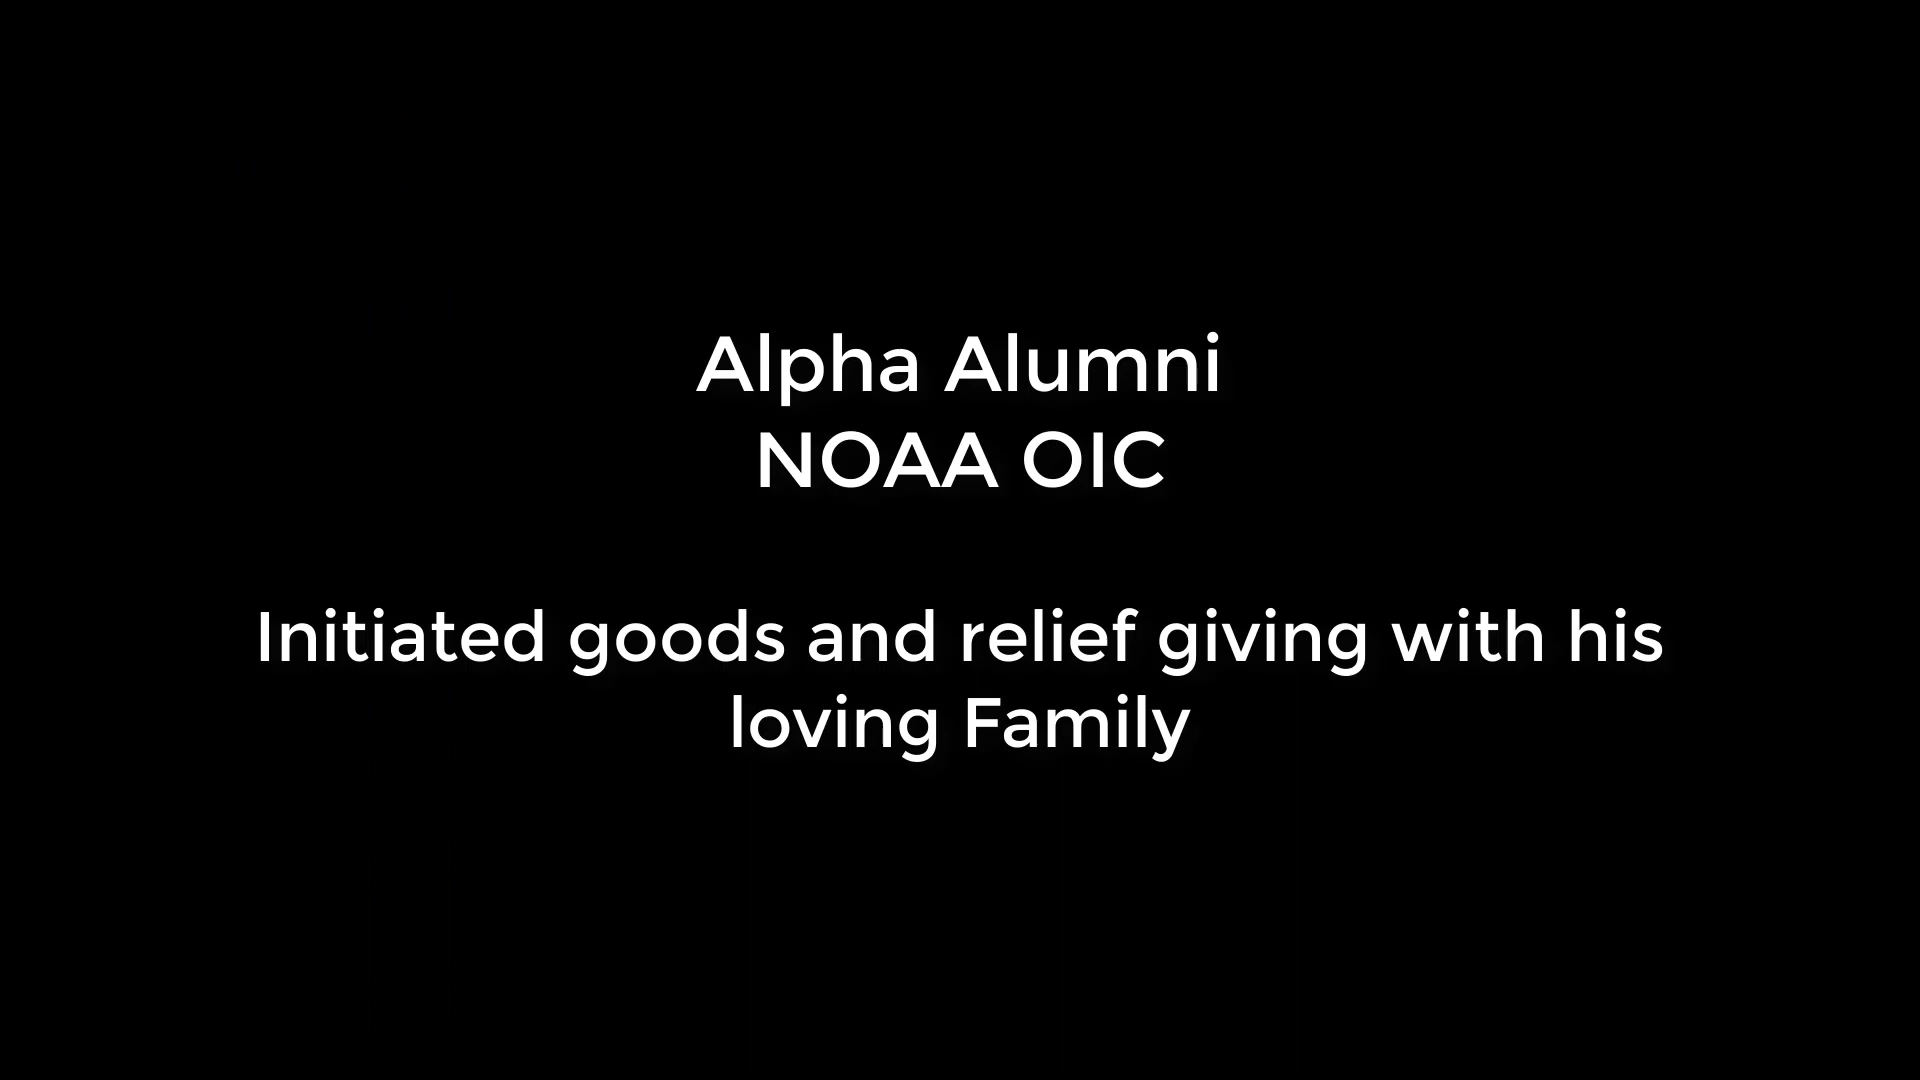 Alpha Alumni
NOAA OIC
Initiated goods and relief giving with his
loving Family